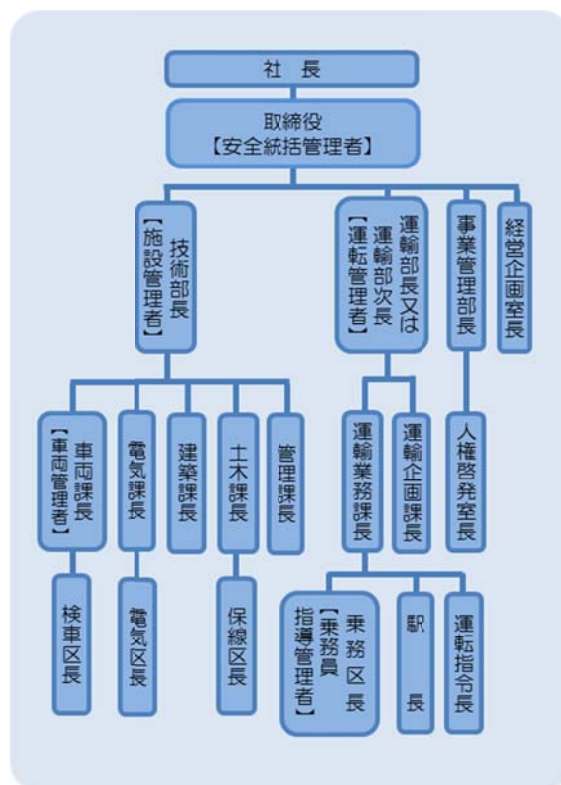 社　長
取締役
【安全統括管理者】
経営企画室長
事業管理部長
運輸部長又は
運輸部次長
【運転管理者】
技術部長
【施設管理者】
人権啓発室長
運輸企画課長
運輸業務課長
管理課長
土木課長
建築課長
電気課長
車両課長
【車両管理者】
運転指令長
駅　長
乗務区長
【乗務員
指導管理者】
保線区長
電気区長
検車区長